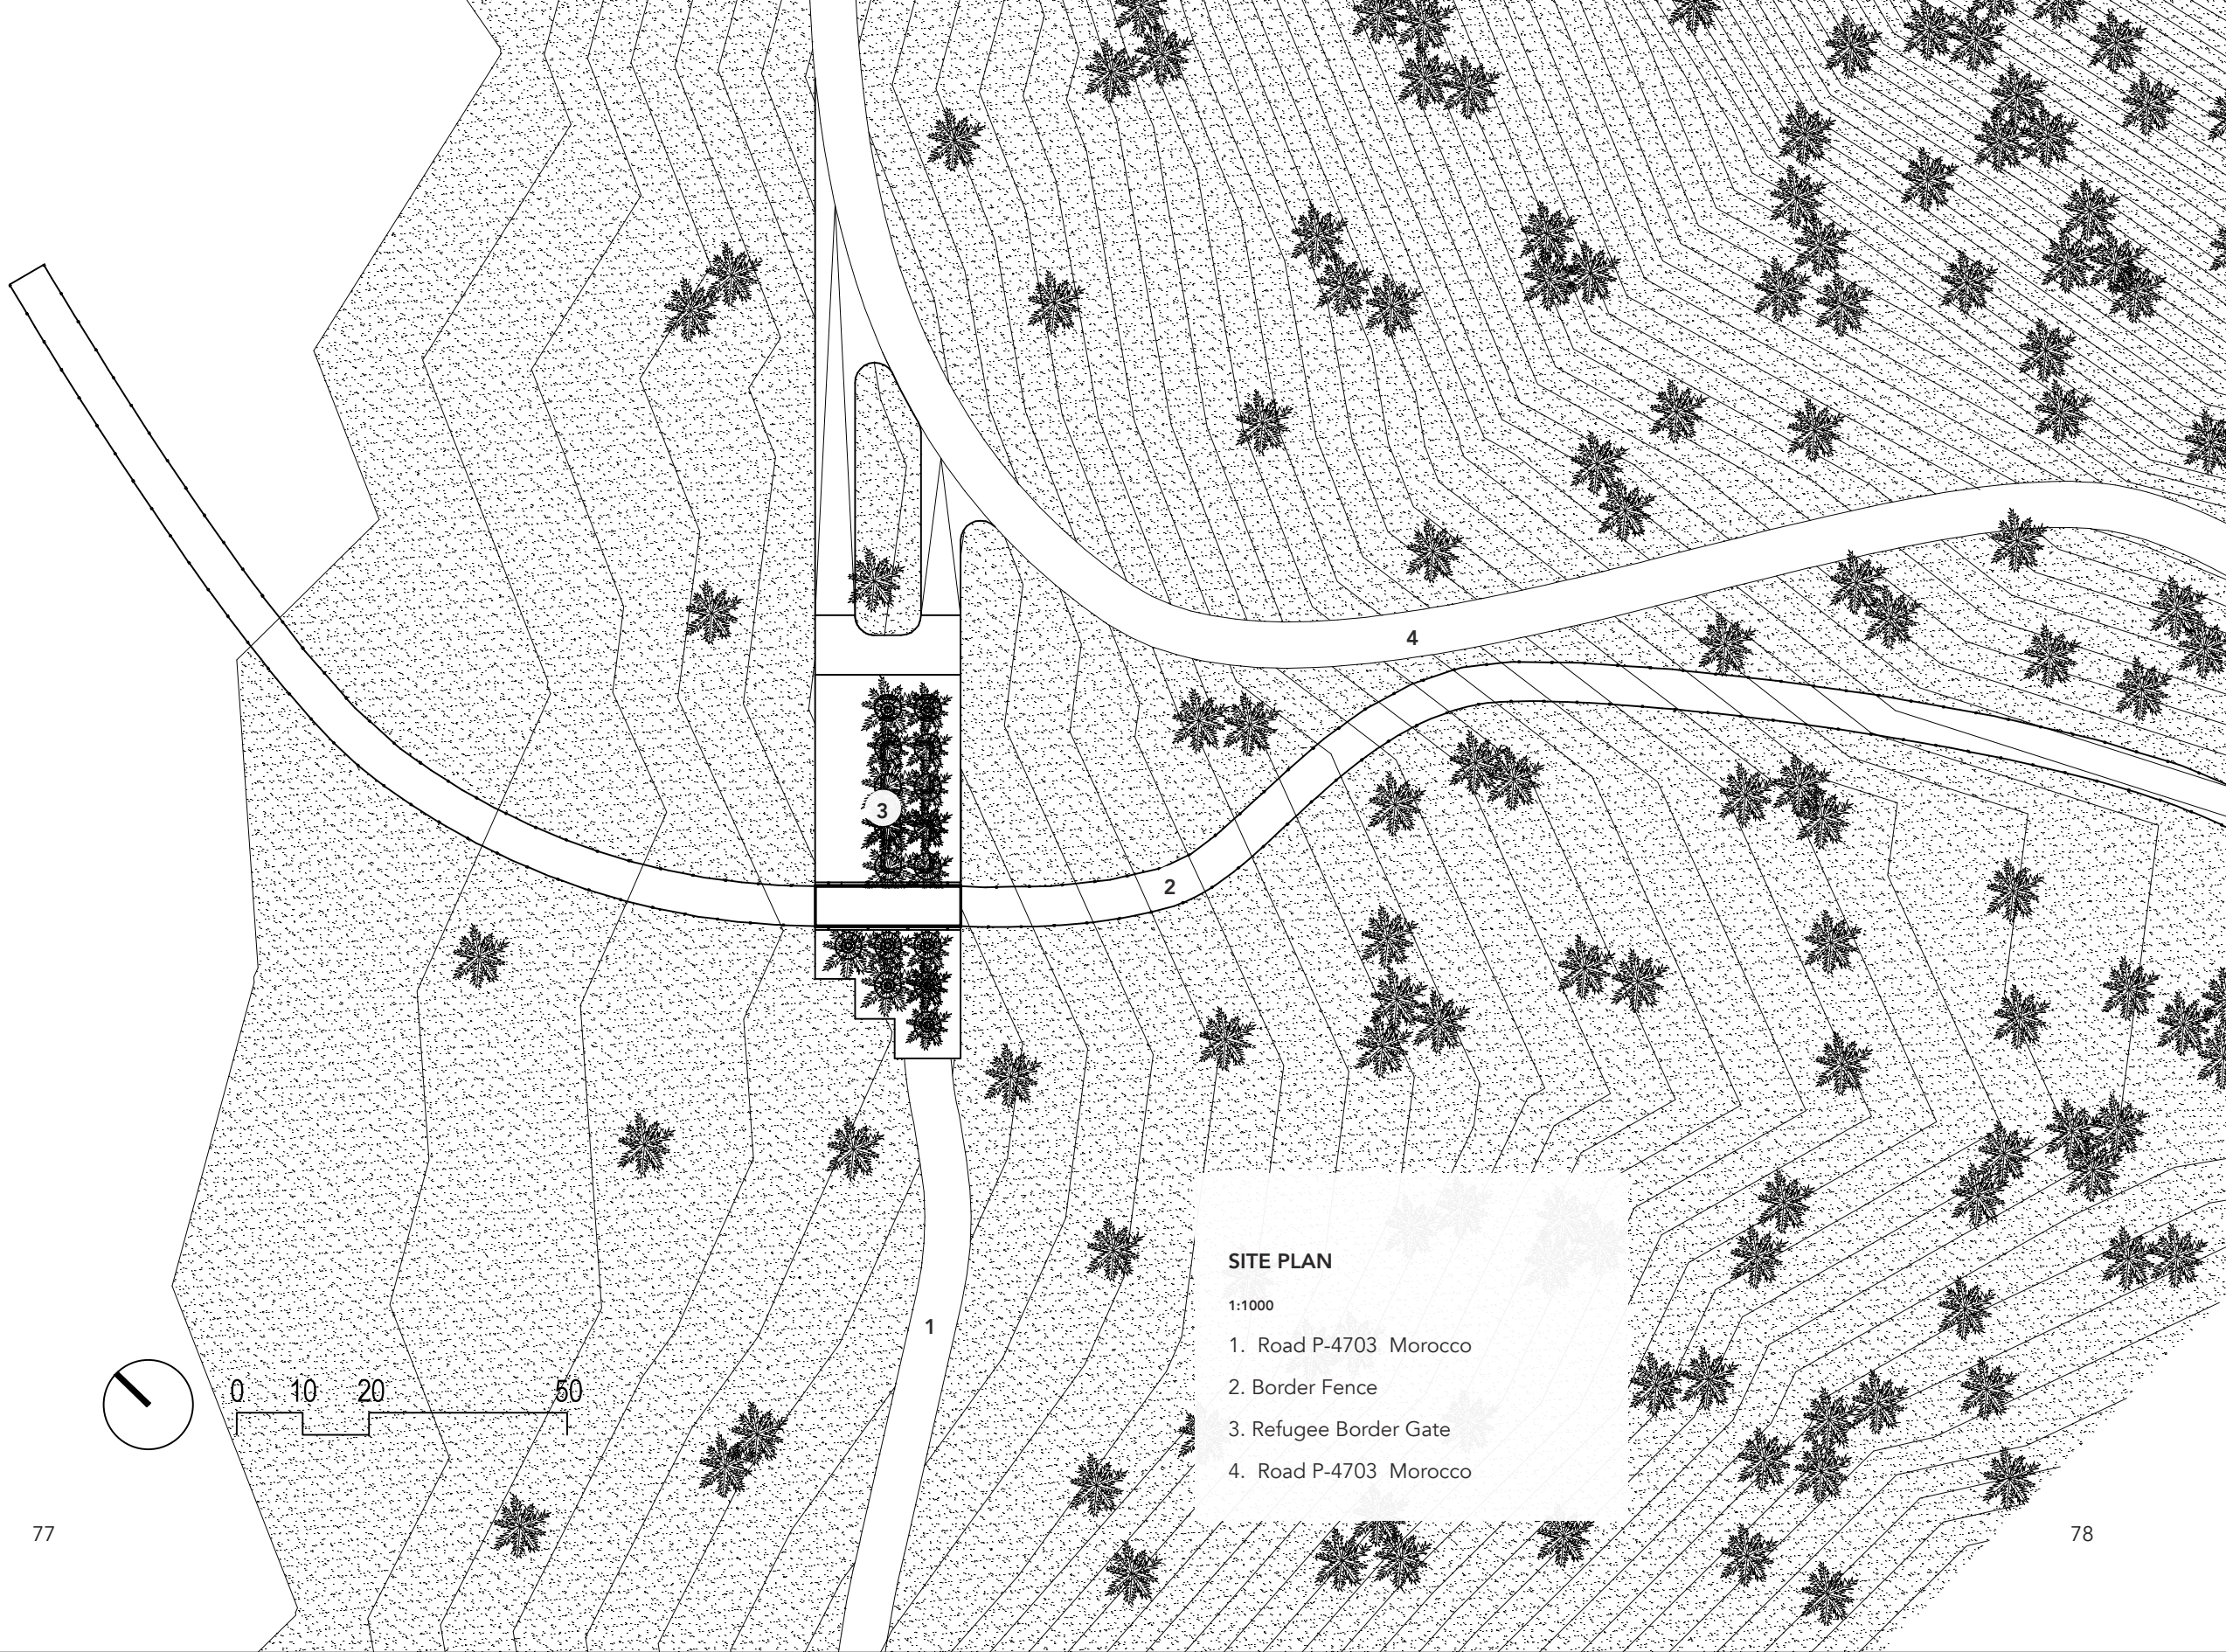 4
3
2
1
SITE PLAN
1:1000
1. Road P-4703 Morocco
2. Border Fence
3. Refugee Border Gate
4. Road P-4703 Morocco
0 10 20 50
77
78